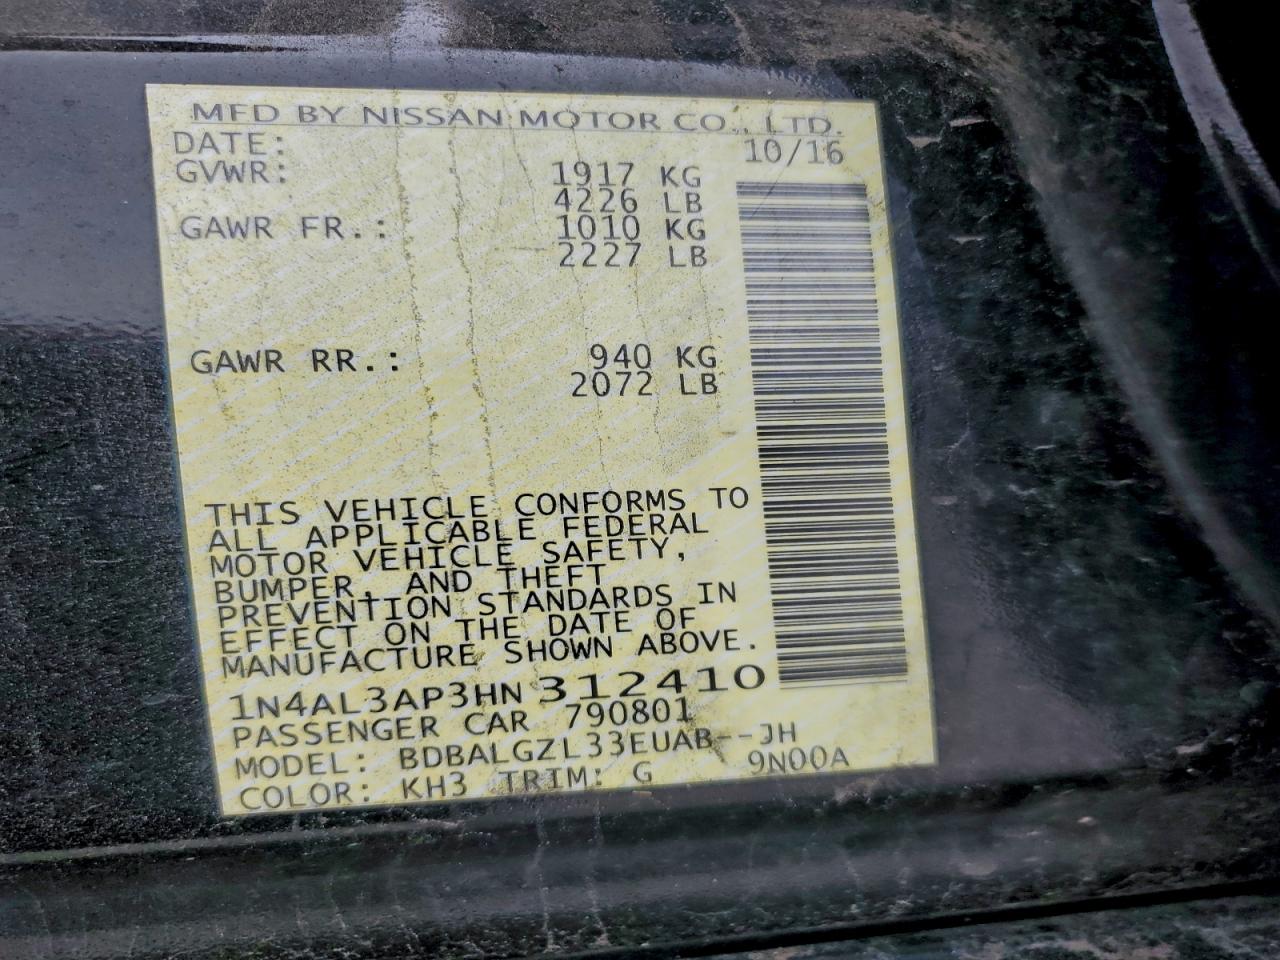 MFD BY NISSAN MOTOR CO., LTD.
DATE: 10/16
GVWR: 1917 KG
4226 LB
GAWR FR.: 1010 KG
2227 LB
GAWR RR.: 940 KG
2072 LB
THIS VEHICLE CONFORMS TO
ALL APPLICABLE FEDERAL
MOTOR VEHICLE SAFETY,
BUMPER, AND THEFT
PREVENTION STANDARDS IN
EFFECT ON THE DATE OF
MANUFACTURE SHOWN ABOVE.
1N4AL3AP3HN312410
PASSENGER CAR 790801
MODEL: BDBALGZL33EUAB--JH
COLOR: KH3 TRIM: G 9N00A